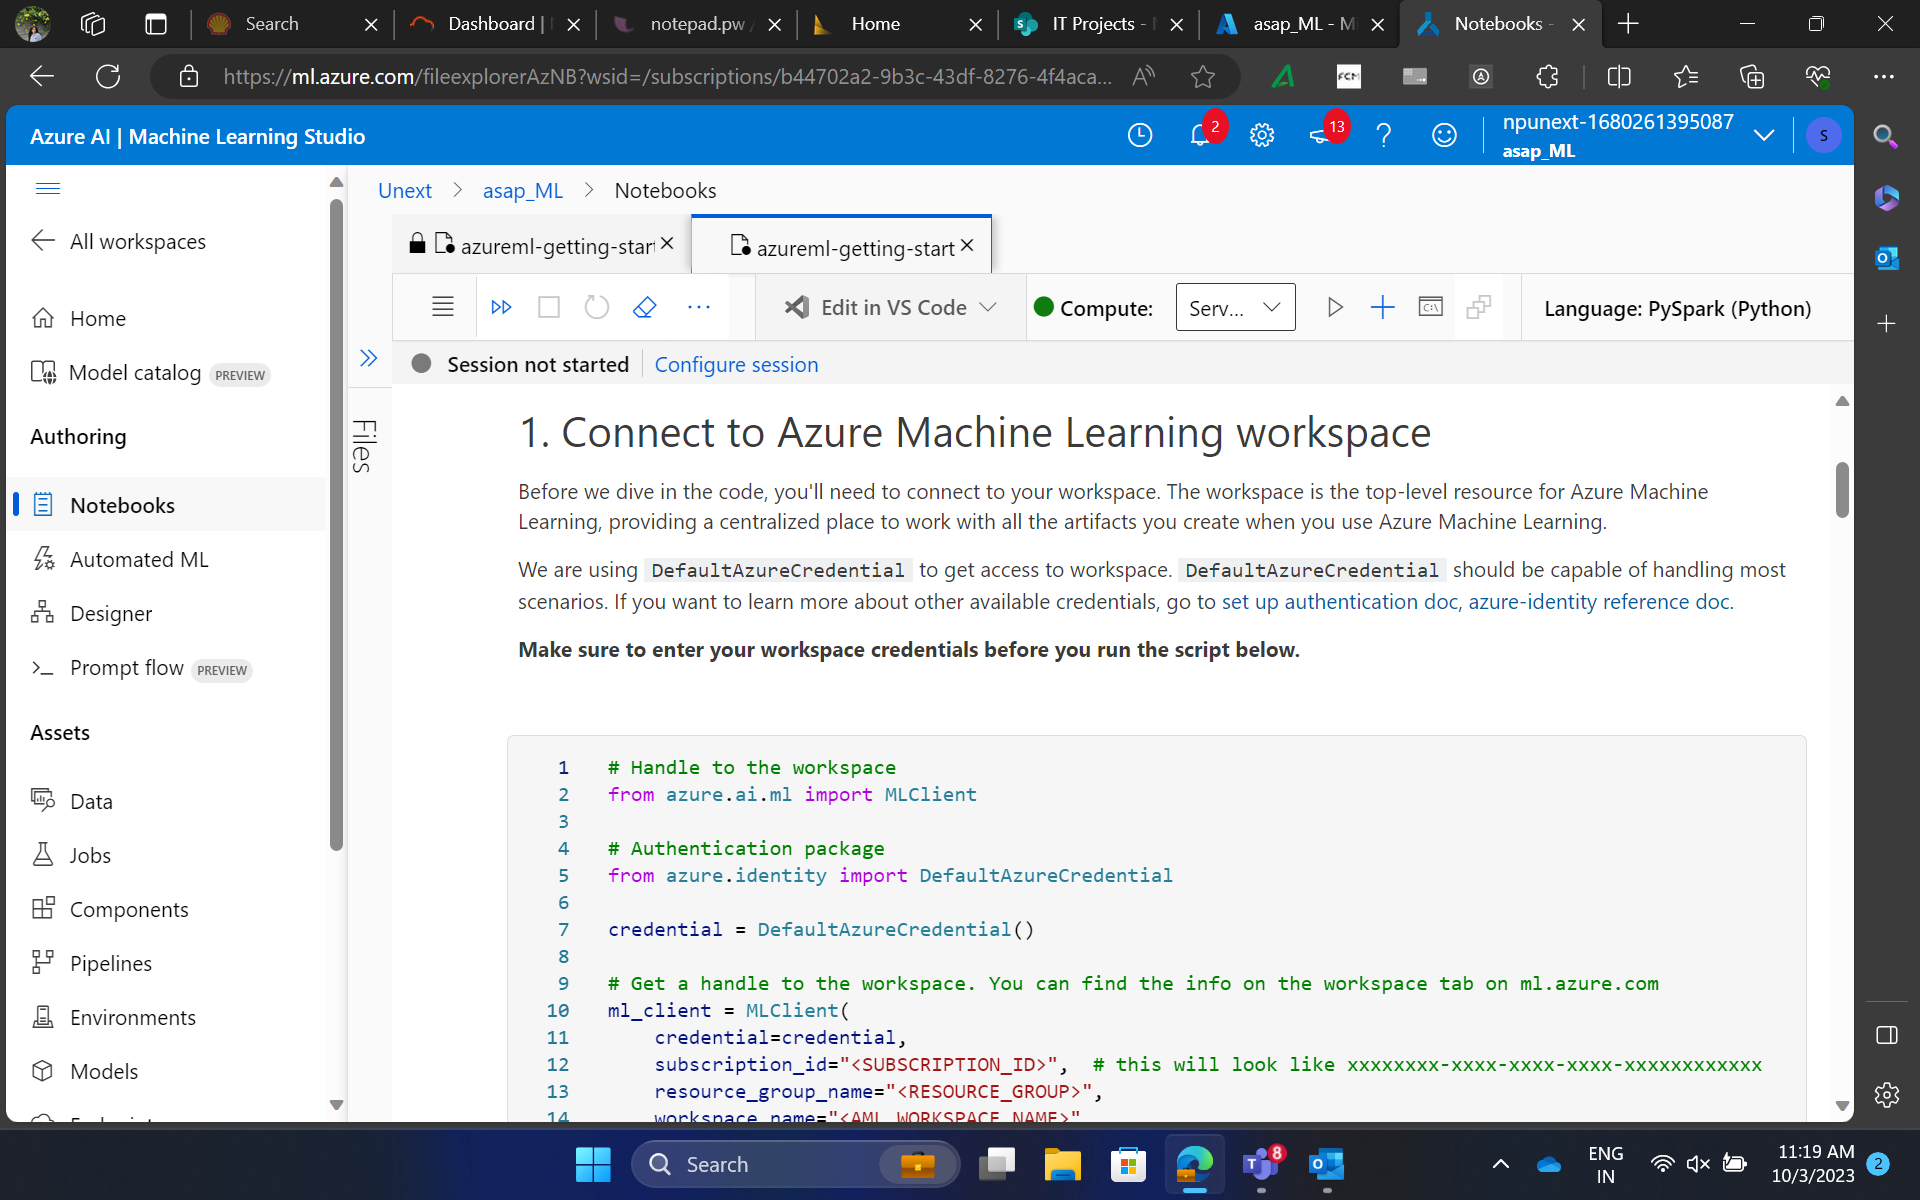 Search
Dashboard |
notepad.pw
Home
IT Projects -
asap_ML - M
Notebooks -
https://ml.azure.com/fileexplorerAzNB?wsid=/subscriptions/b44702a2-9b3c-43df-8276-4f4aca...
FCM
Azure AI | Machine Learning Studio
2
13
npunext-1680261395087
asap_ML
S
Unext > asap_ML > Notebooks
All workspaces
azureml-getting-start
azureml-getting-start
Home
Edit in VS Code
Compute:
Serv...
Language: PySpark (Python)
Session not started
Configure session
Model catalog PREVIEW
Files
Authoring
Notebooks
Automated ML
Designer
Prompt flow PREVIEW
Assets
Data
Jobs
Components
Pipelines
Environments
Models
1. Connect to Azure Machine Learning workspace
Before we dive in the code, you'll need to connect to your workspace. The workspace is the top-level resource for Azure Machine
Learning, providing a centralized place to work with all the artifacts you create when you use Azure Machine Learning.
We are using DefaultAzureCredential to get access to workspace. DefaultAzureCredential should be capable of handling most
scenarios. If you want to learn more about other available credentials, go to set up authentication doc, azure-identity reference doc.
Make sure to enter your workspace credentials before you run the script below.
1 # Handle to the workspace
2 from azure.ai.ml import MLClient
3
4 # Authentication package
5 from azure.identity import DefaultAzureCredential
6
7 credential = DefaultAzureCredential()
8
9 # Get a handle to the workspace. You can find the info on the workspace tab on ml.azure.com
10 ml_client = MLClient(
11 credential=credential,
12 subscription_id="<SUBSCRIPTION_ID>", # this will look like xxxxxxxx-xxxx-xxxx-xxxx-xxxxxxxxxxxx
13 resource_group_name="<RESOURCE_GROUP>",
14 workspace_name="<AML_WORKSPACE_NAME>"
Search
8
ENG
IN
11:19 AM
10/3/2023
2